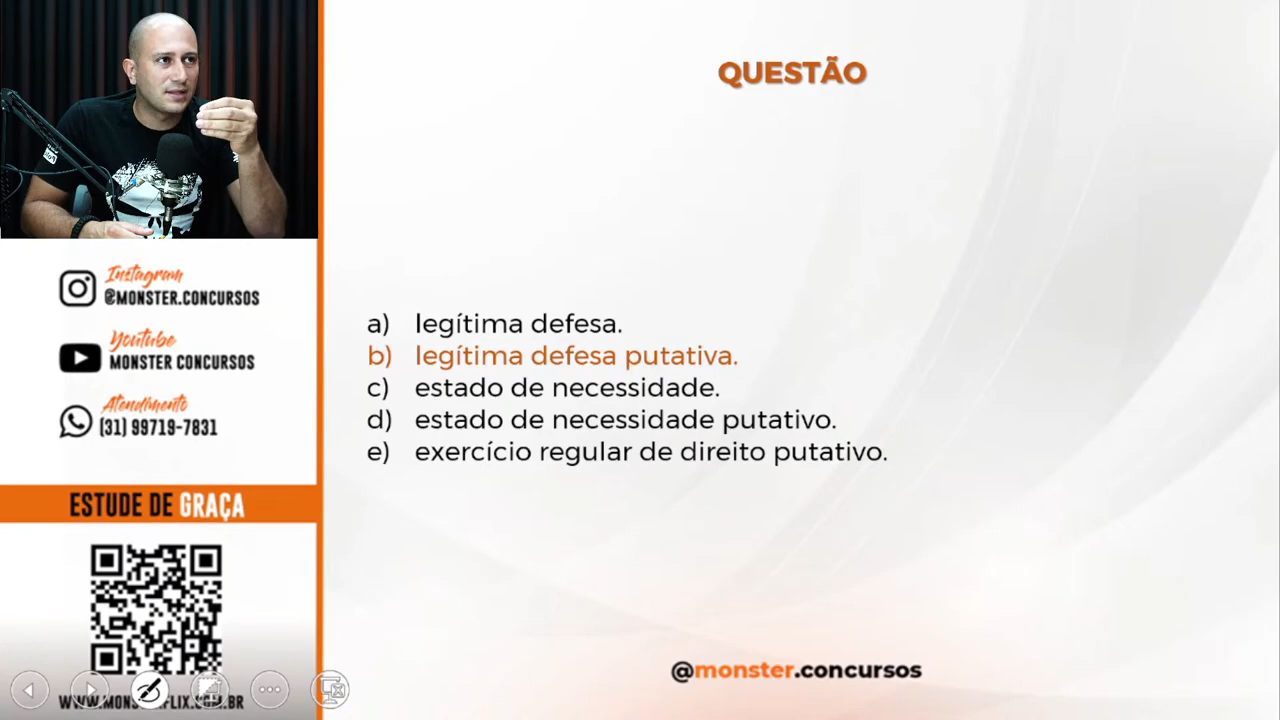 QUESTÃO
Instagram
@MONSTER.CONCURSOS
Youtube
MONSTER CONCURSOS
Atendimento
(31) 99719-7831
ESTUDE DE GRAÇA
a) legítima defesa.
b) legítima defesa putativa.
c) estado de necessidade.
d) estado de necessidade putativo.
e) exercício regular de direito putativo.
@monster.concursos